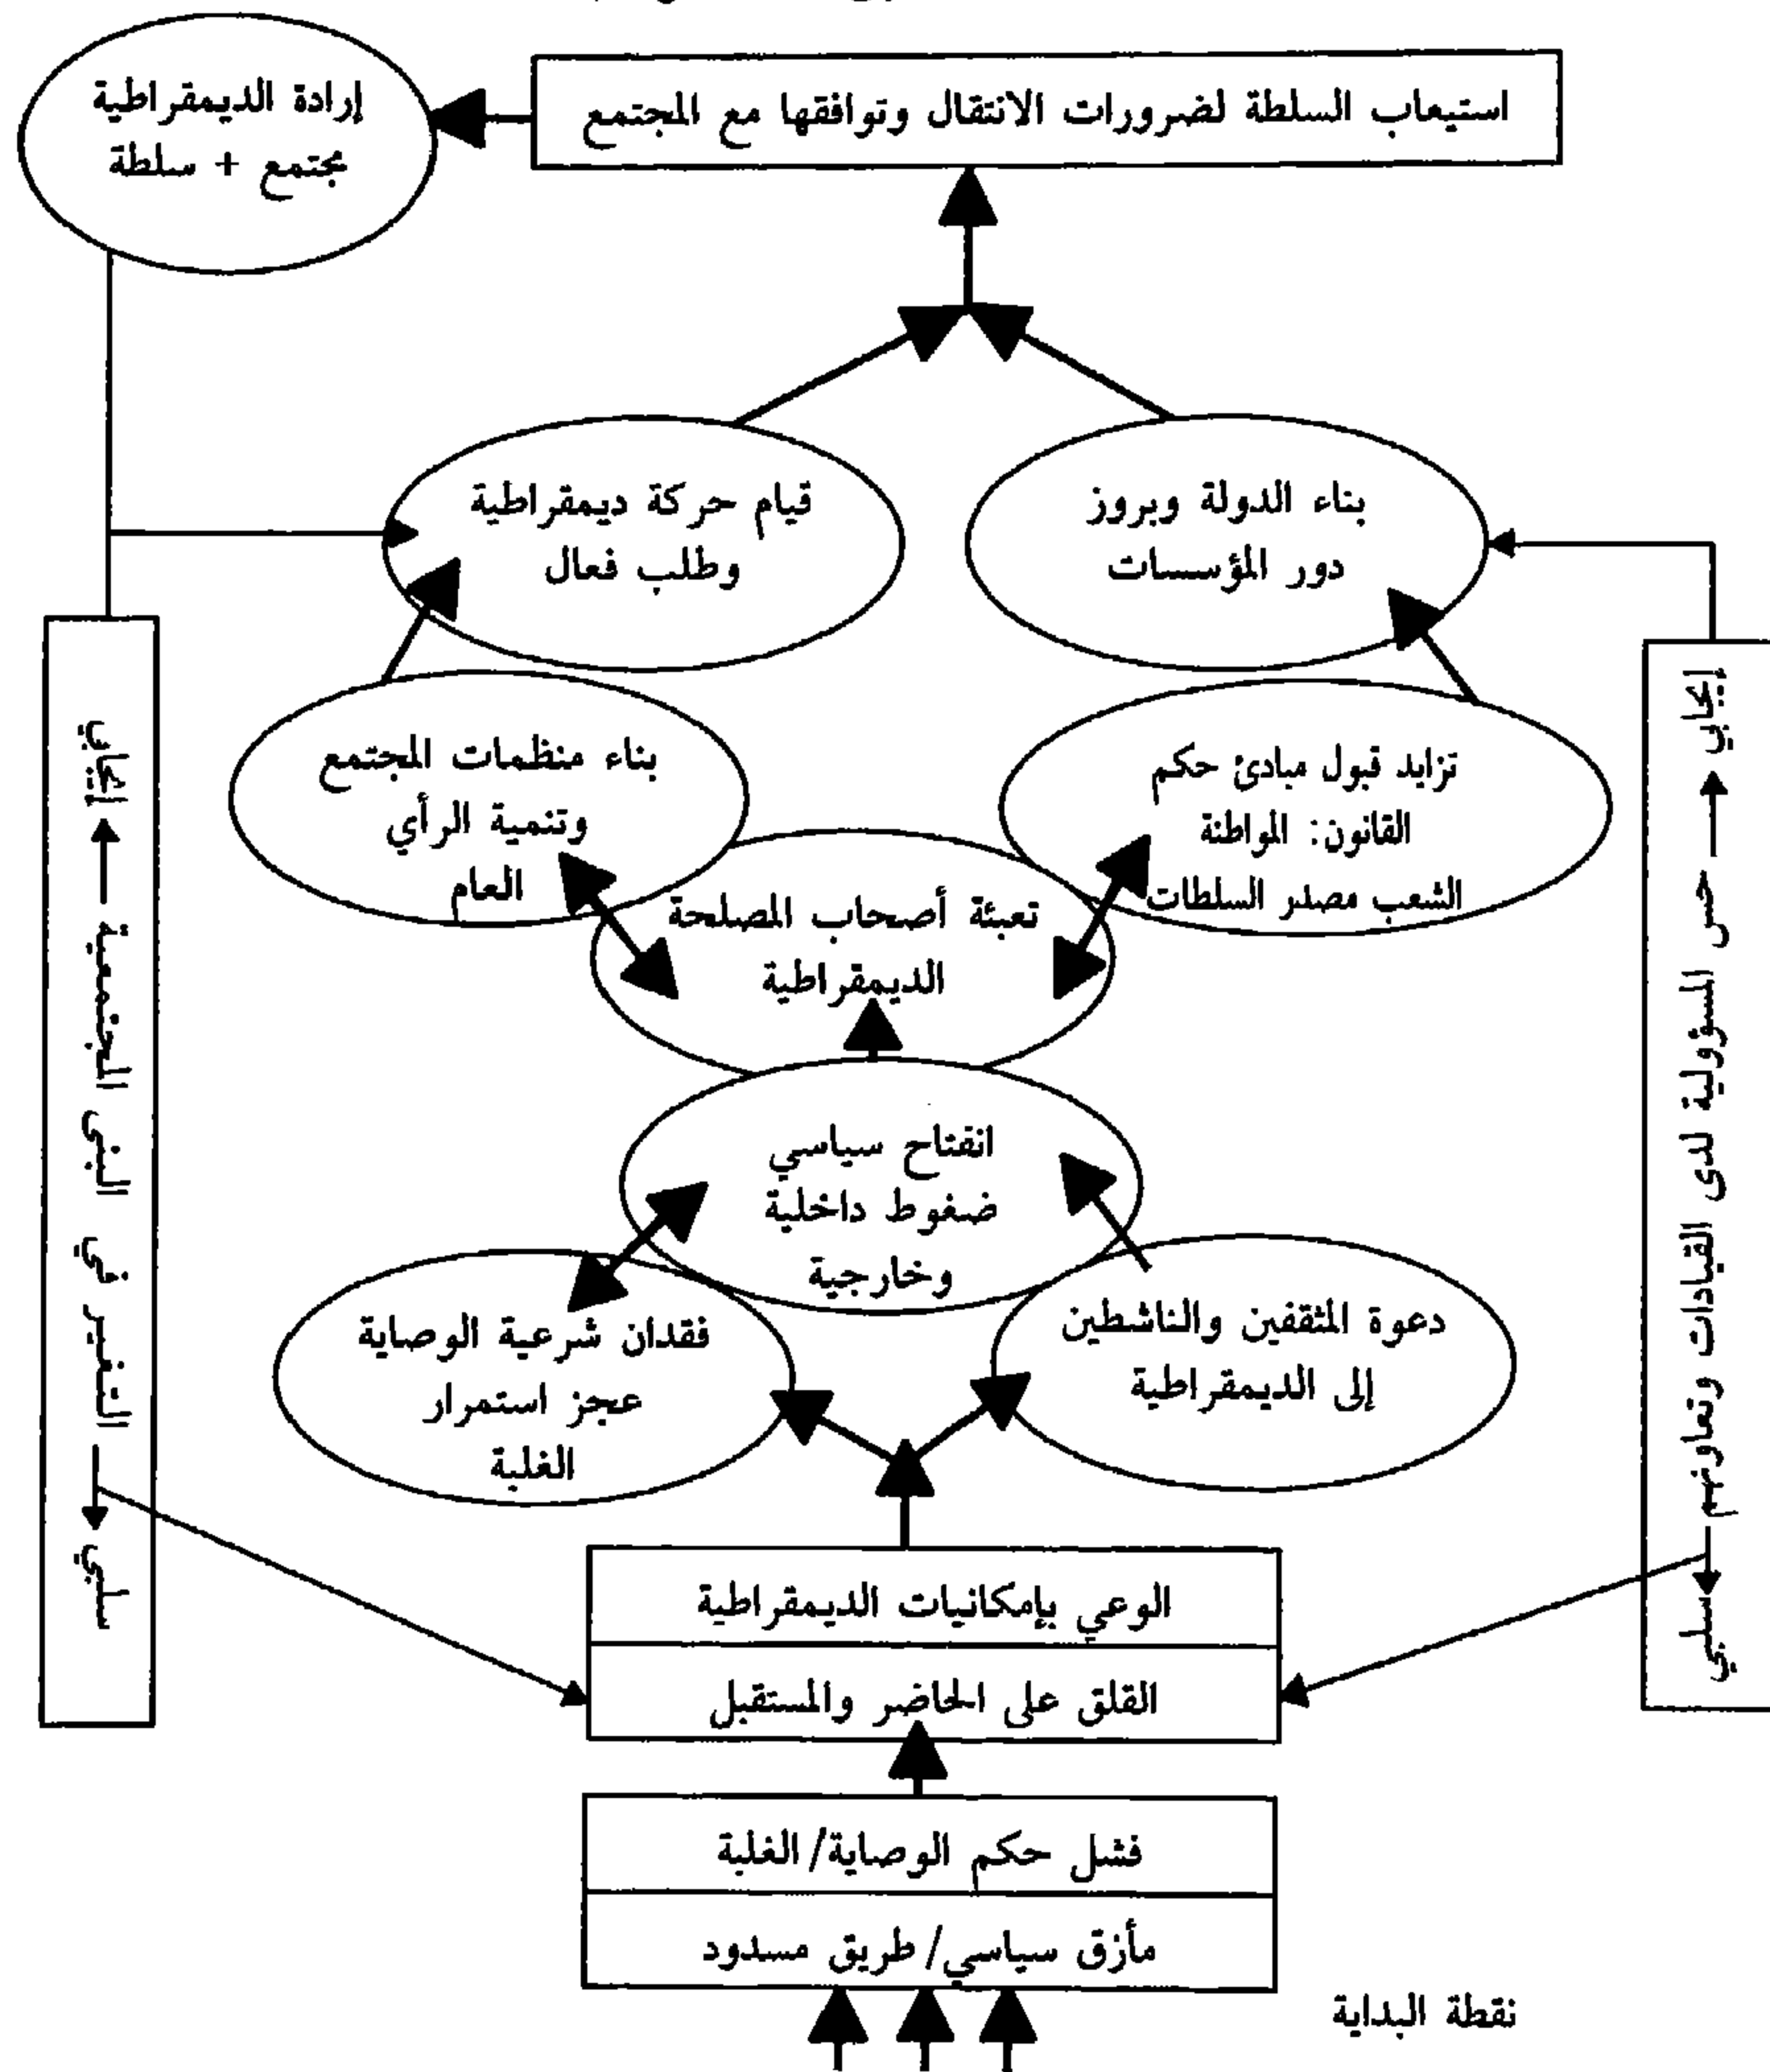 إرادة الديمقراطية
مجتمع + سلطة
استيعاب السلطة لضرورات الانتقال وتوافقها مع المجتمع
قيام حركة ديمقراطية
وطلب فعال
بناء الدولة وبروز
دور المؤسسات
بناء منظمات المجتمع
وتنمية الرأي
العام
تزايد قبول مبادئ حكم
القانون: المواطنة
الشعب مصدر السلطات
تعبئة أصحاب المصلحة
الديمقراطية
انفتاح سياسي
ضغوط داخلية
وخارجية
فقدان شرعية الوصاية
عجز استمرار
الغلبة
دعوة المثقفين والناشطين
إلى الديمقراطية
إيجابي ← حس المسؤولية لدى القيادات وتعاونهم → سلبي
إيجابي ← التغير في البنى المجتمعية → سلبي
الوعي بإمكانيات الديمقراطية
القلق على الحاضر والمستقبل
فشل حكم الوصاية/الغلبة
مأزق سياسي/طريق مسدود
نقطة البداية